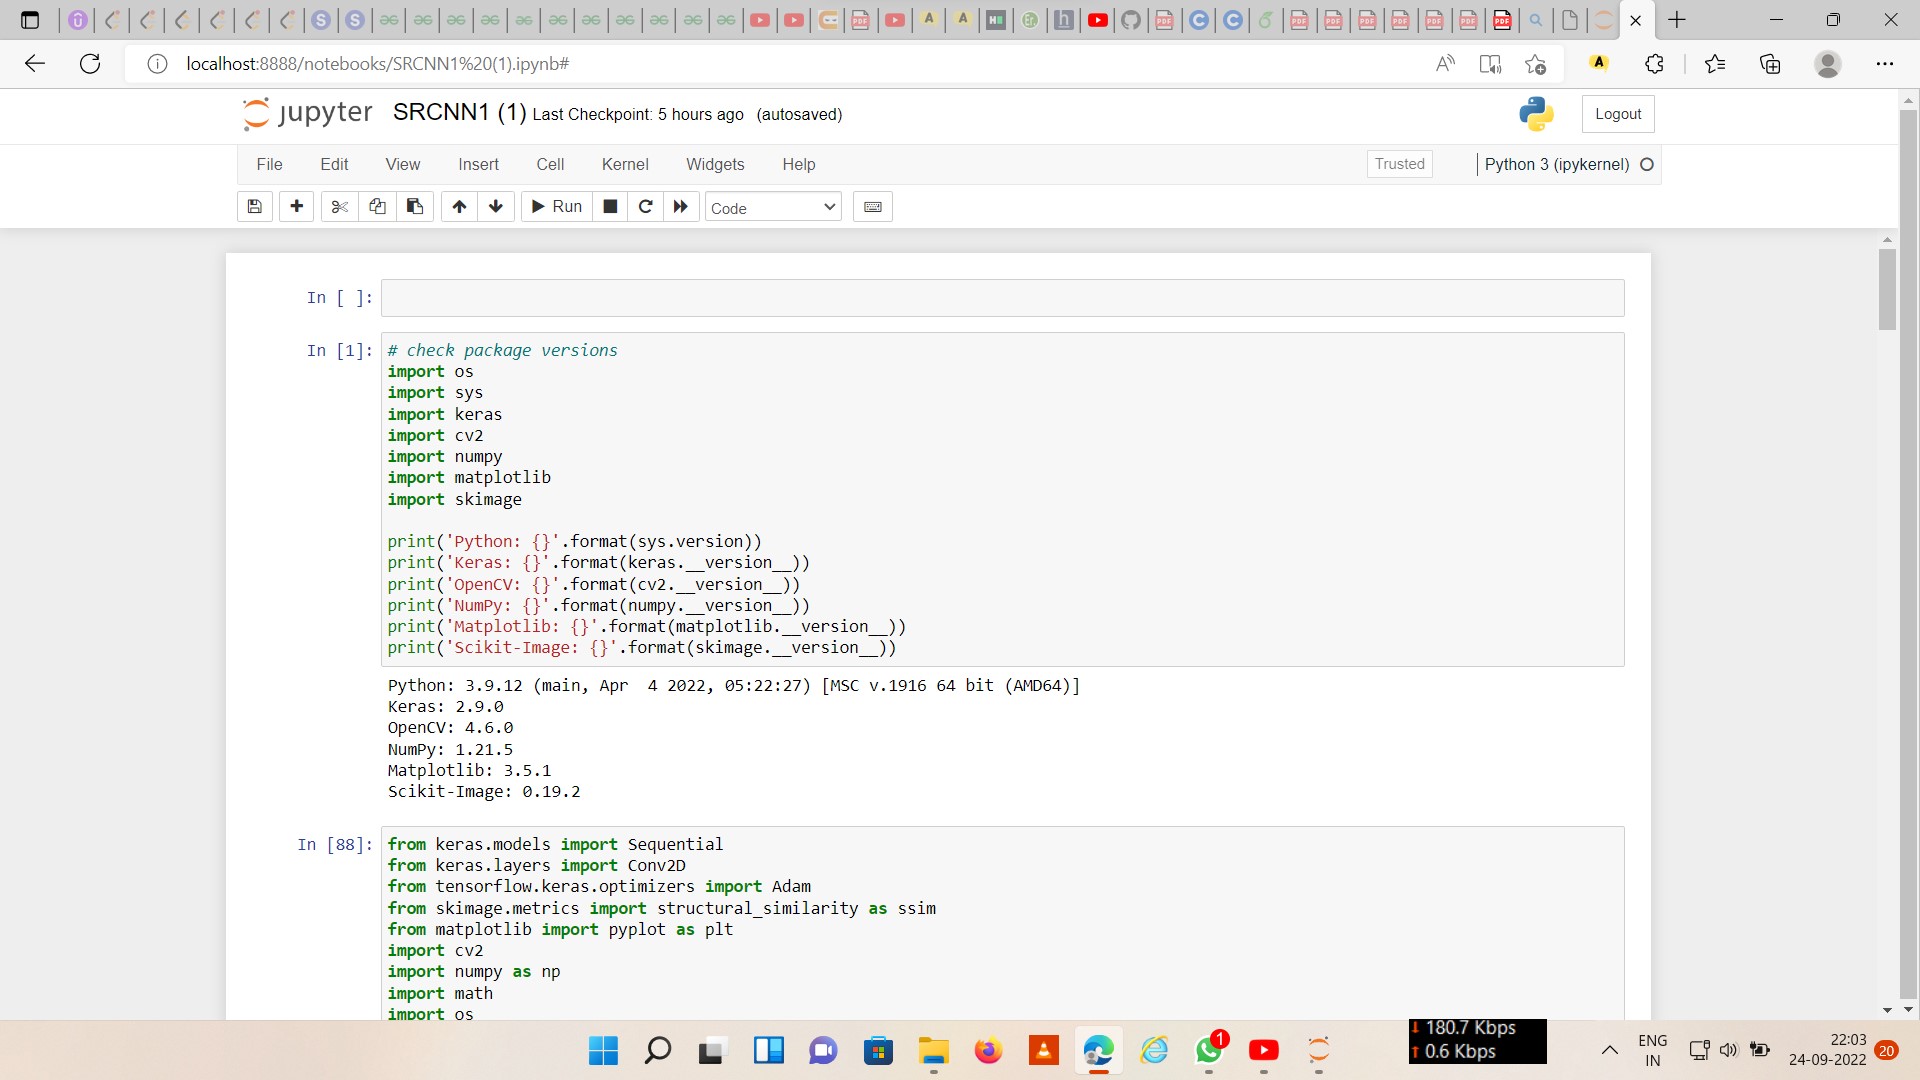 localhost:8888/notebooks/SRCNN1%20(1).ipynb#
jupyter SRCNN1 (1) Last Checkpoint: 5 hours ago (autosaved)
Logout
File Edit View Insert Cell Kernel Widgets Help
Trusted Python 3 (ipykernel)
Run Code
In [ ]:
In [1]: # check package versions
import os
import sys
import keras
import cv2
import numpy
import matplotlib
import skimage
print('Python: {}'.format(sys.version))
print('Keras: {}'.format(keras.__version__))
print('OpenCV: {}'.format(cv2.__version__))
print('NumPy: {}'.format(numpy.__version__))
print('Matplotlib: {}'.format(matplotlib.__version__))
print('Scikit-Image: {}'.format(skimage.__version__))
Python: 3.9.12 (main, Apr  4 2022, 05:22:27) [MSC v.1916 64 bit (AMD64)]
Keras: 2.9.0
OpenCV: 4.6.0
NumPy: 1.21.5
Matplotlib: 3.5.1
Scikit-Image: 0.19.2
In [88]: from keras.models import Sequential
from keras.layers import Conv2D
from tensorflow.keras.optimizers import Adam
from skimage.metrics import structural_similarity as ssim
from matplotlib import pyplot as plt
import cv2
import numpy as np
import math
import os
180.7 Kbps
0.6 Kbps
1
ENG
IN
22:03
24-09-2022
20